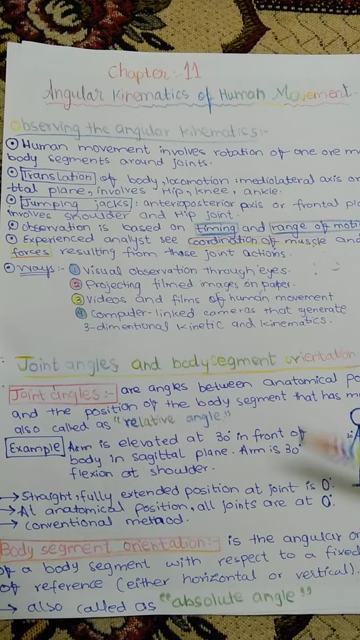 Chapter:- 11
Angular Kinematics of Human Movement
Observing the angular kinematics:-
Human movement involves rotation of one ore
body segments around joints.
Translation of body, locomotion: mediolateral axis or
plane, involves Hip, knee, ankle.
Jumping jacks: anteroposterior axis or frontal
involves shoulder and Hip joint.
Observation is based on timing and range of
Experienced analyst see coordination of muscle and
forces resulting from these joint actions.
Ways:- 1 Visual observation through eyes.
2 Projecting filmed images on paper.
3 Videos and films of human movement
4 Computer-linked cameras that generate
3-dimentional kinetic and kinematics.
Joint angles and body segment orientation
Joint angles:- are angles between anatomical
and the position of the body segment that has
also called as "relative angle"
Example Arm is elevated at 30° in front of
body in sagittal plane. Arm is 30°
flexion at shoulder.
→ Straight, fully extended position at joint is 0°.
→ At anatomical position, all joints are at 0°.
→ conventional method.
Body segment orientation:- is the angular
of a body segment with respect to a fixed
of reference (either horizontal or vertical).
→ also called as "absolute angle"